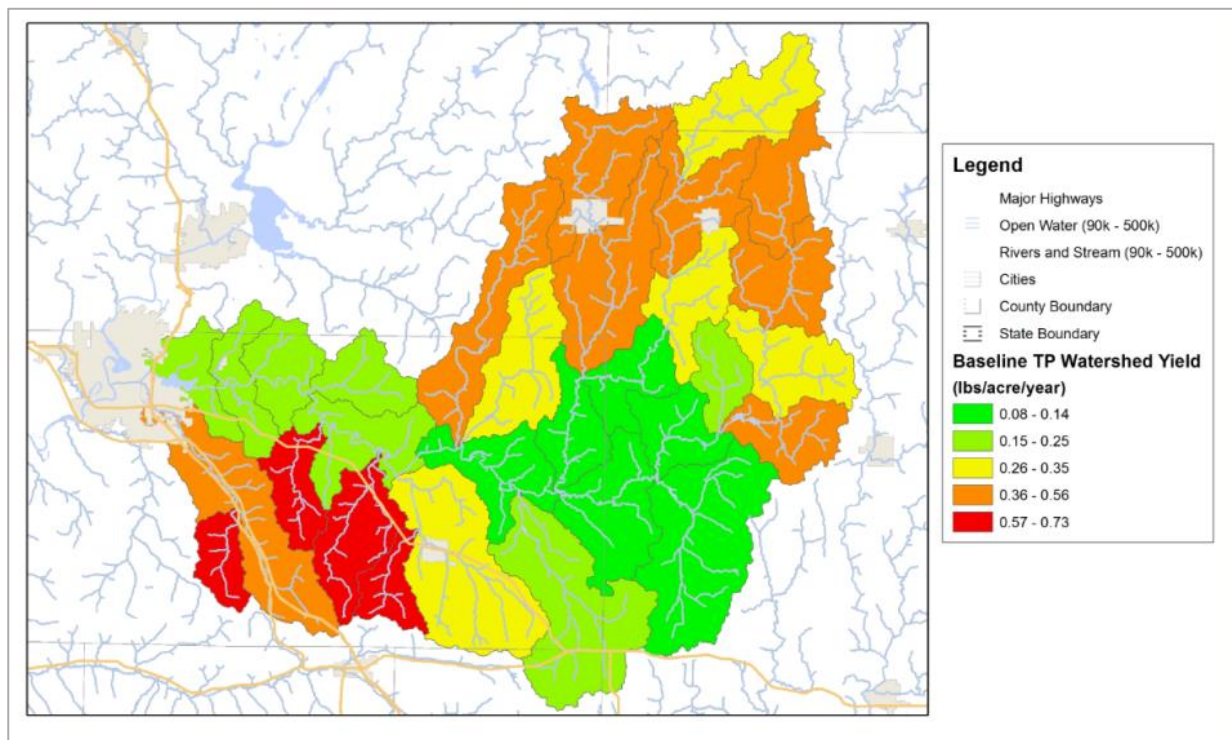 Legend
Major Highways
Open Water (90k - 500k)
Rivers and Stream (90k - 500k)
Cities
County Boundary
State Boundary
Baseline TP Watershed Yield
(lbs/acre/year)
0.08 - 0.14
0.15 - 0.25
0.26 - 0.35
0.36 - 0.56
0.57 - 0.73